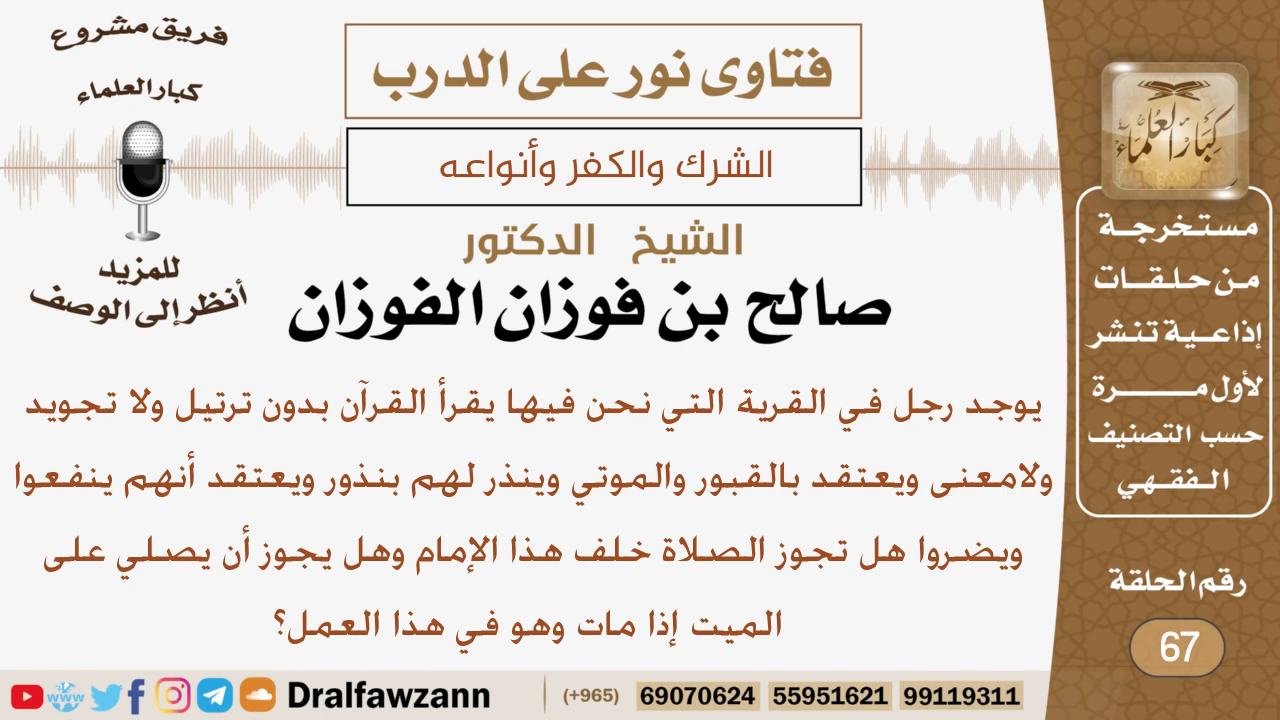 فريق مشروع
كبار العلماء
للمزيد
أنظر إلى الوصف
فتاوى نور على الدرب
الشرك والكفر وأنواعه
الشيخ الدكتور
صالح بن فوزان الفوزان
يوجد رجل في القرية التي نحن فيها يقرأ القرآن بدون ترتيل ولا تجويد
ولامعنى ويعتقد بالقبور والموتي وينذر لهم بنذور ويعتقد أنهم ينفعوا
ويضروا هل تجوز الصلاة خلف هذا الإمام وهل يجوز أن يصلي على
الميت إذا مات وهو في هذا العمل؟
كبار العلماء
مستخرجة
من حلقات
إذاعية تنشر
لأول مرة
حسب التصنيف
الفقهي
رقم الحلقة
67
www Dralfawzann (+965) 69070624 55951621 99119311